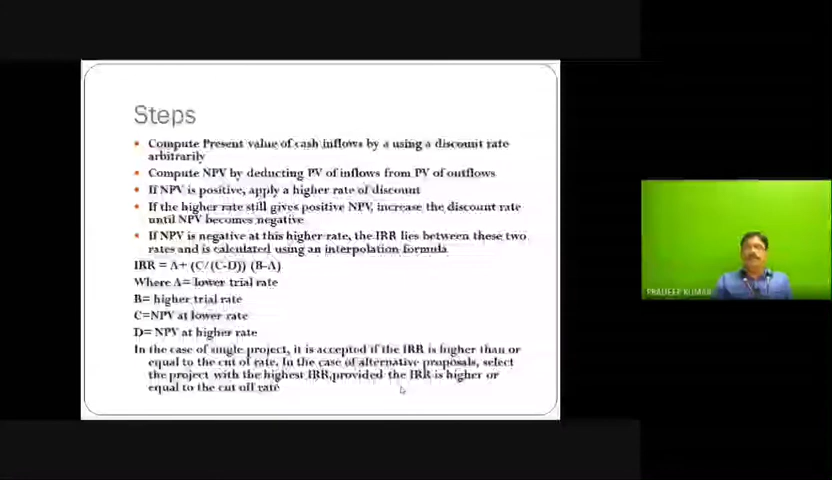 Steps
Compute Present value of cash inflows by a using a discount rate
arbitrarily
Compute NPV by deducting PV of inflows from PV of outflows
If NPV is positive, apply a higher rate of discount
If the higher rate still gives positive NPV, increase the discount rate
until NPV becomes negative
If NPV is negative at this higher rate, the IRR lies between these two
rates and is calculated using an interpolation formula
IRR = A+ (C/(C-D)) (B-A)
Where A= lower trial rate
B= higher trial rate
C=NPV at lower rate
D= NPV at higher rate
In the case of single project, it is accepted if the IRR is higher than or
equal to the cut of rate. In the case of alternative proposals, select
the project with the highest IRR,provided the IRR is higher or
equal to the cut off rate
PRADEEP KUMAR